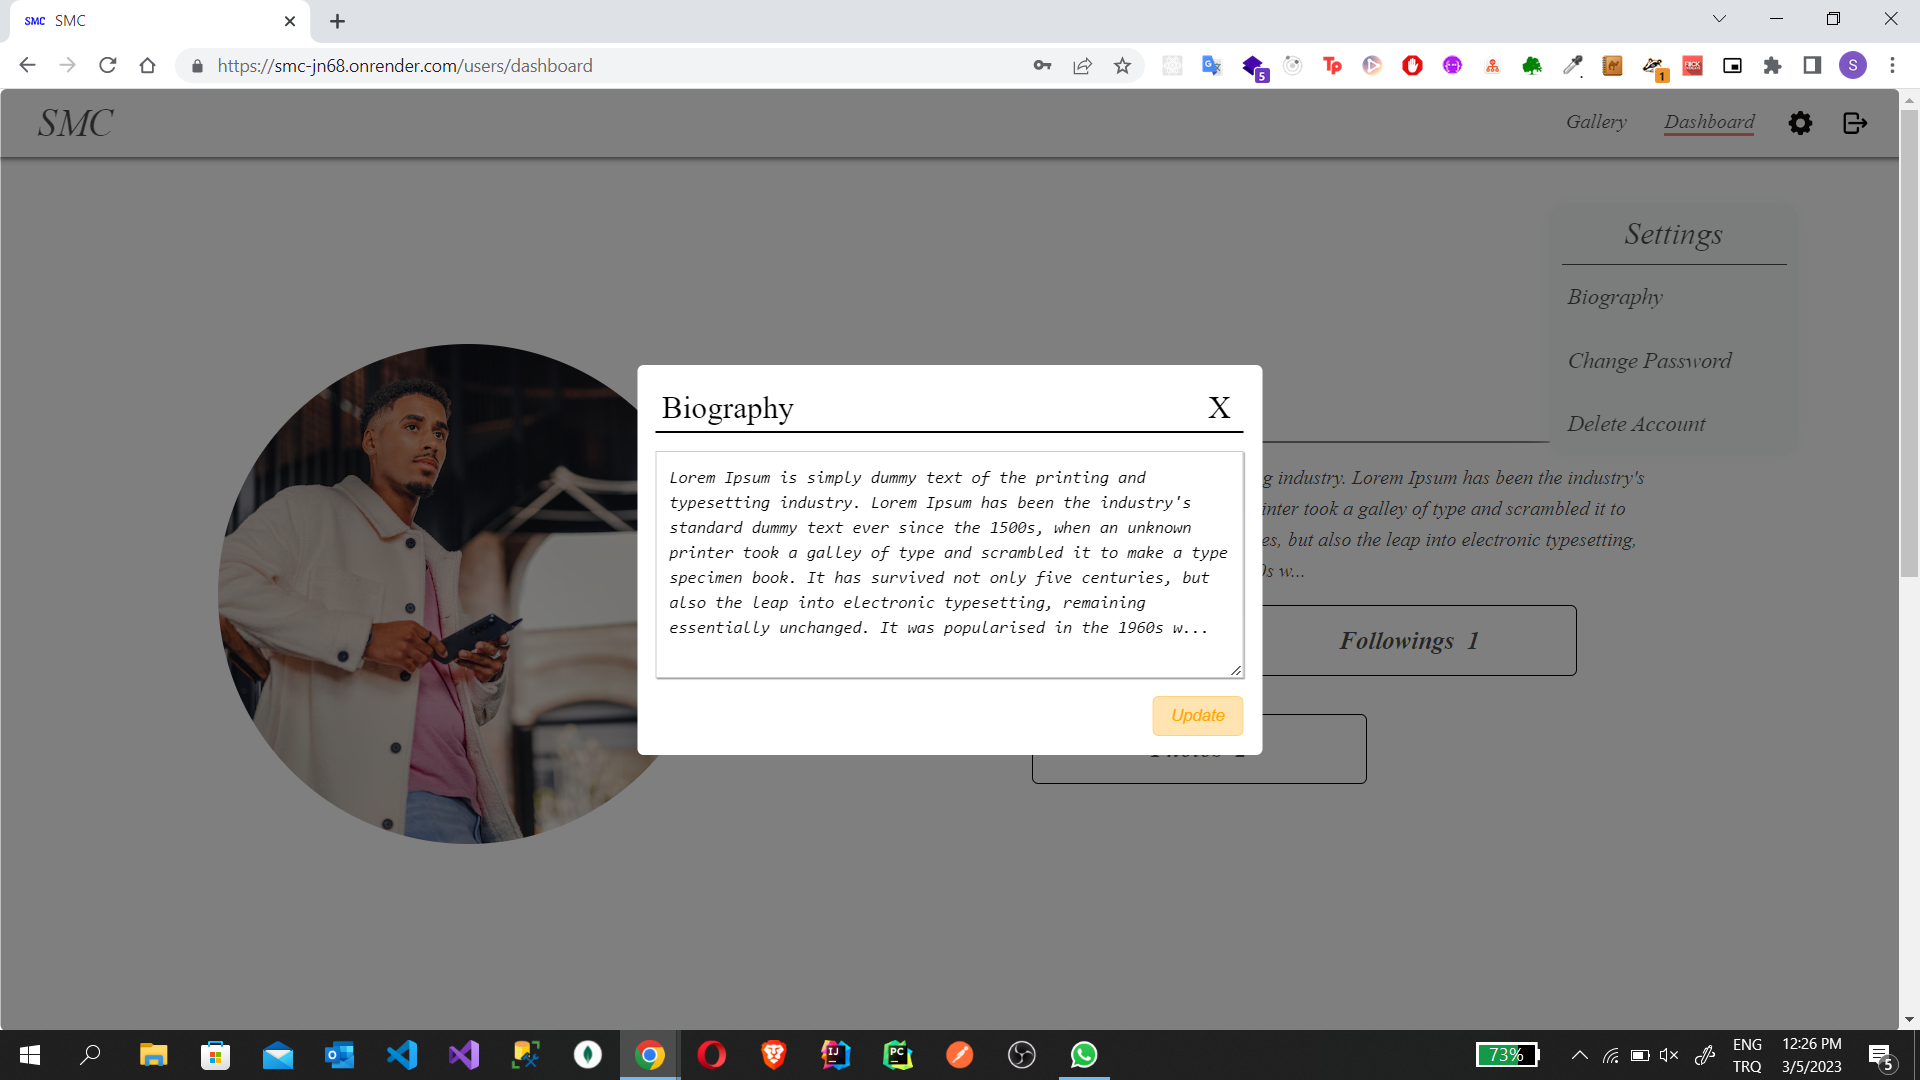 SMC
https://smc-jn68.onrender.com/users/dashboard
SMC
Gallery
Dashboard
Settings
Biography
Change Password
Delete Account
Biography
X
Lorem Ipsum is simply dummy text of the printing and
typesetting industry. Lorem Ipsum has been the industry's
standard dummy text ever since the 1500s, when an unknown
printer took a galley of type and scrambled it to make a type
specimen book. It has survived not only five centuries, but
also the leap into electronic typesetting, remaining
essentially unchanged. It was popularised in the 1960s w...
Update
g industry. Lorem Ipsum has been the industry's
inter took a galley of type and scrambled it to
es, but also the leap into electronic typesetting,
0s w...
Followings 1
73%
ENG
TRQ
12:26 PM
3/5/2023
5